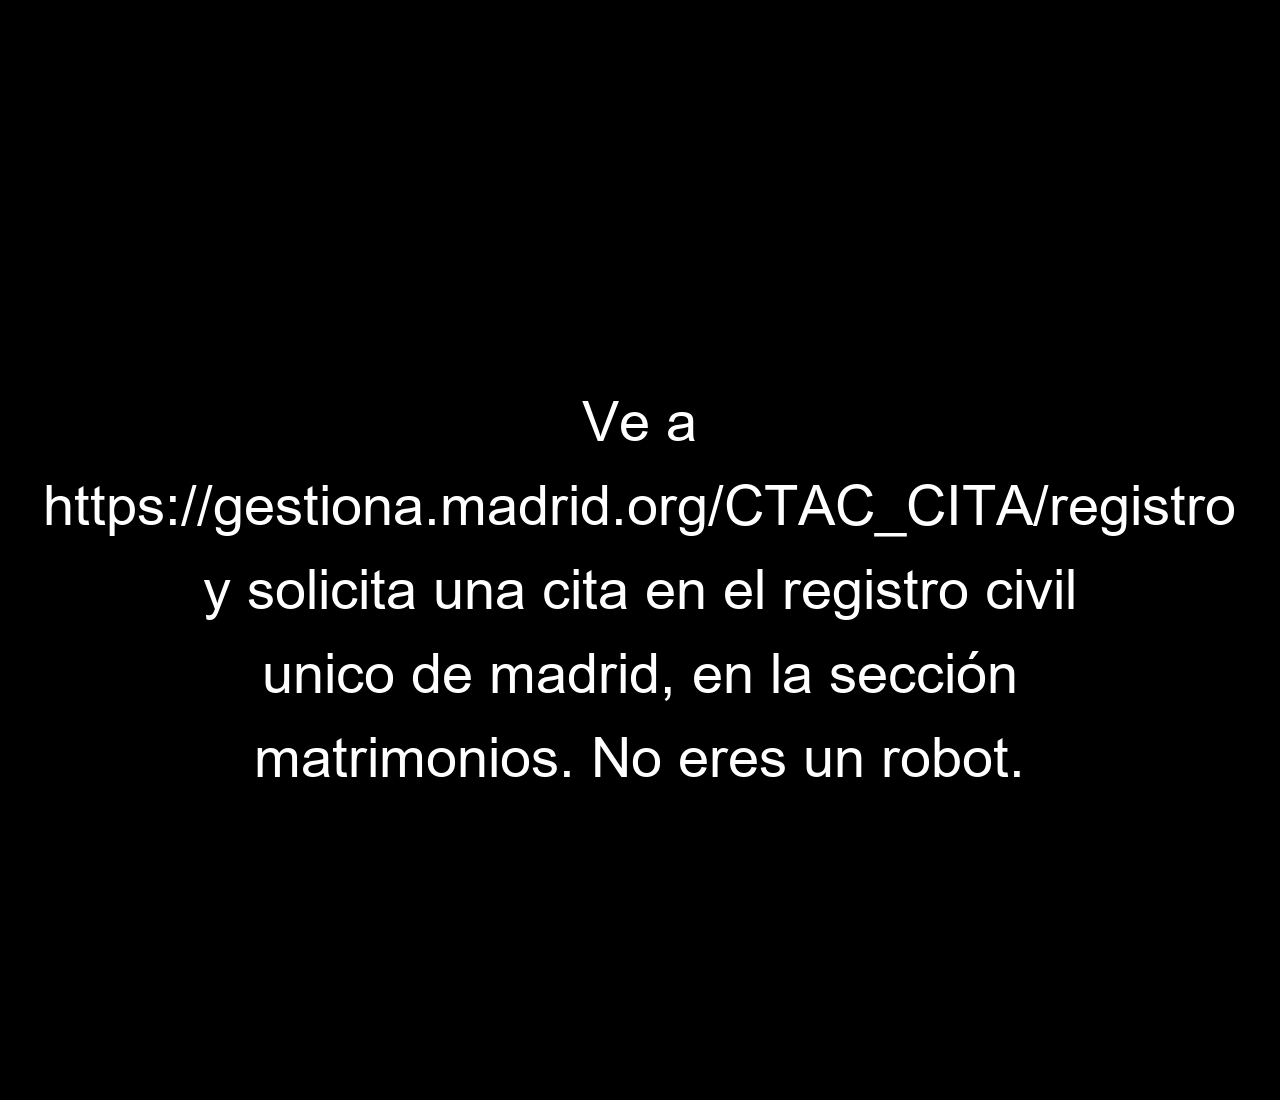 Ve a
https://gestiona.madrid.org/CTAC_CITA/registro
y solicita una cita en el registro civil
unico de madrid, en la sección
matrimonios. No eres un robot.